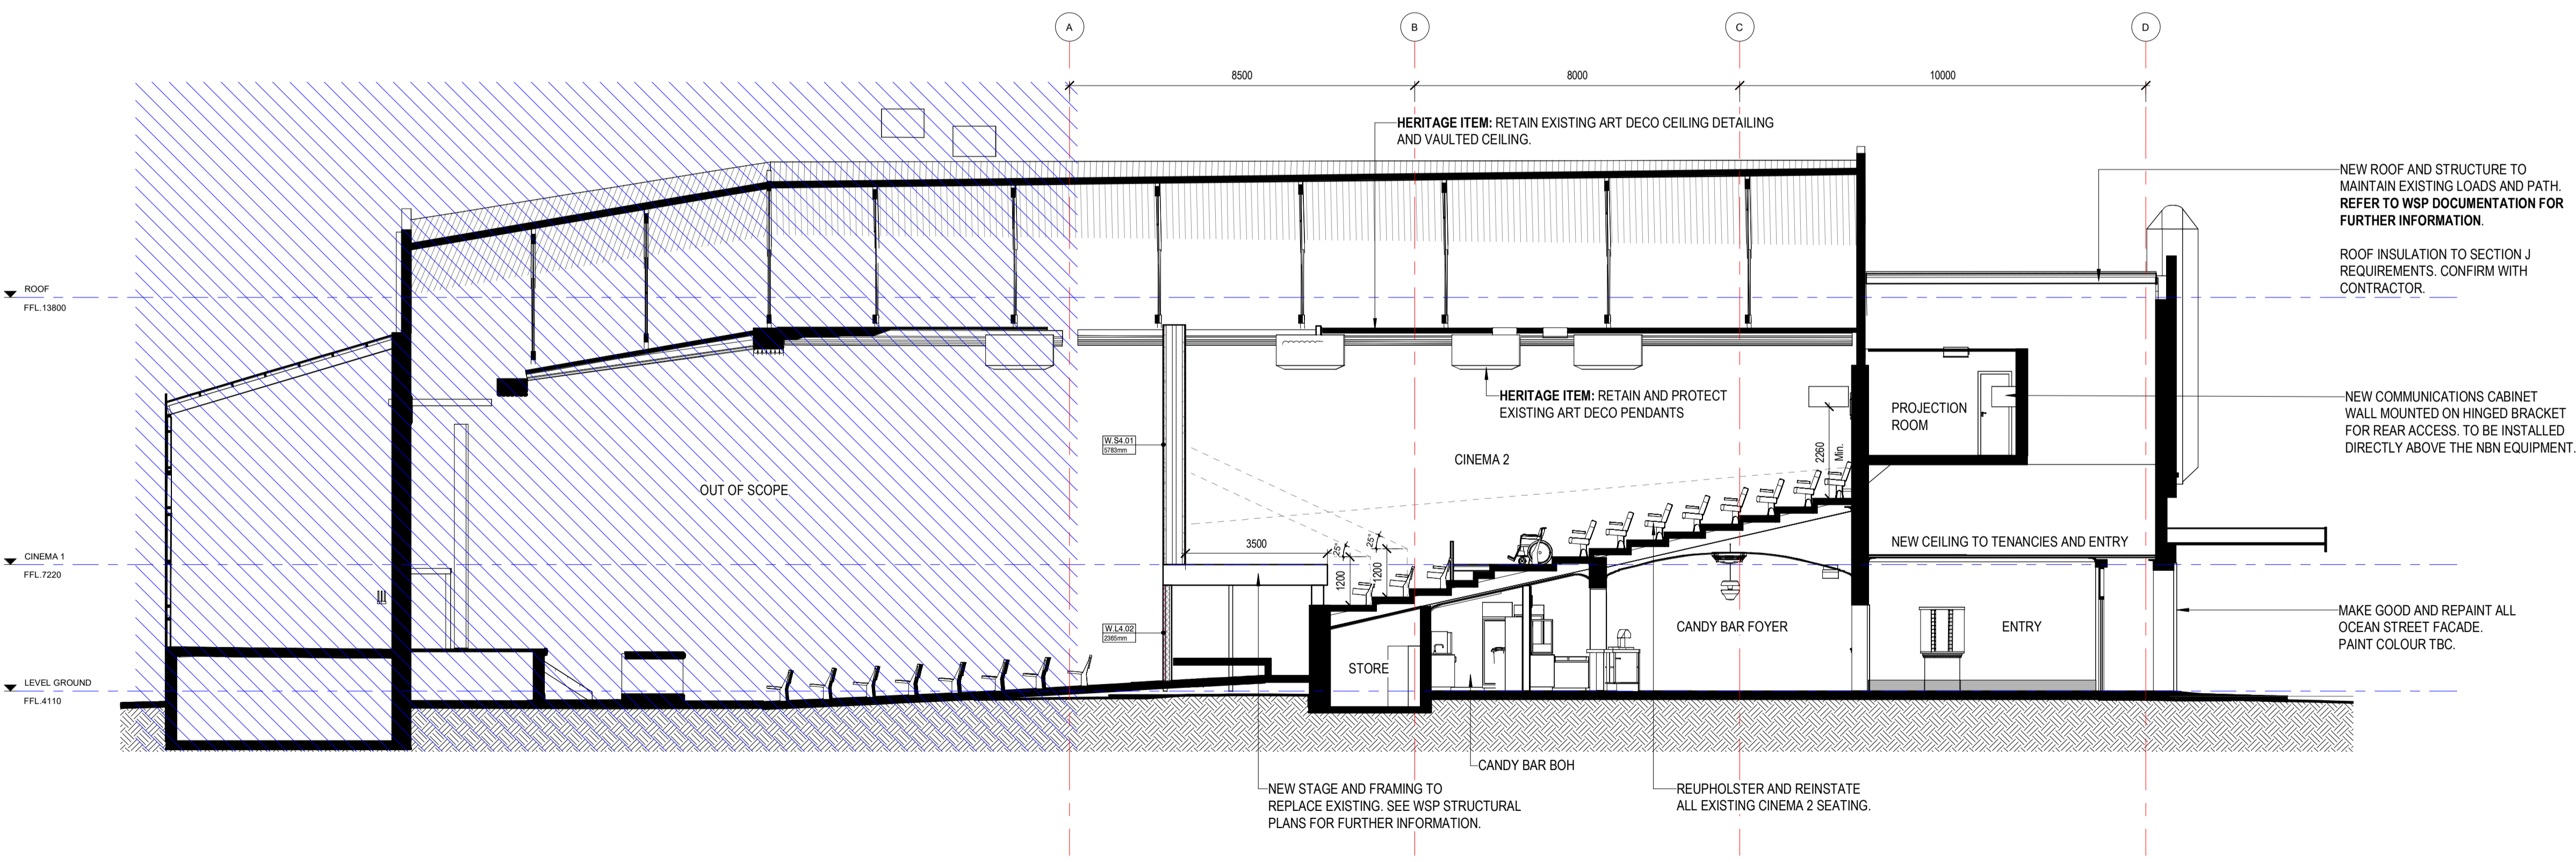 A
B
C
D
8500
8000
10000
HERITAGE ITEM: RETAIN EXISTING ART DECO CEILING DETAILING
AND VAULTED CEILING.
NEW ROOF AND STRUCTURE TO
MAINTAIN EXISTING LOADS AND PATH.
REFER TO WSP DOCUMENTATION FOR
FURTHER INFORMATION.
ROOF INSULATION TO SECTION J
REQUIREMENTS. CONFIRM WITH
CONTRACTOR.
ROOF
FFL.13800
HERITAGE ITEM: RETAIN AND PROTECT
EXISTING ART DECO PENDANTS
PROJECTION
ROOM
NEW COMMUNICATIONS CABINET
WALL MOUNTED ON HINGED BRACKET
FOR REAR ACCESS. TO BE INSTALLED
DIRECTLY ABOVE THE NBN EQUIPMENT.
W.S4.01
5783mm
2260
Min.
CINEMA 2
OUT OF SCOPE
3500
25°
25°
1200
1200
NEW CEILING TO TENANCIES AND ENTRY
CINEMA 1
FFL.7220
W.L4.02
2365mm
CANDY BAR FOYER
ENTRY
MAKE GOOD AND REPAINT ALL
OCEAN STREET FACADE.
PAINT COLOUR TBC.
STORE
LEVEL GROUND
FFL.4110
CANDY BAR BOH
NEW STAGE AND FRAMING TO
REPLACE EXISTING. SEE WSP STRUCTURAL
PLANS FOR FURTHER INFORMATION.
REUPHOLSTER AND REINSTATE
ALL EXISTING CINEMA 2 SEATING.